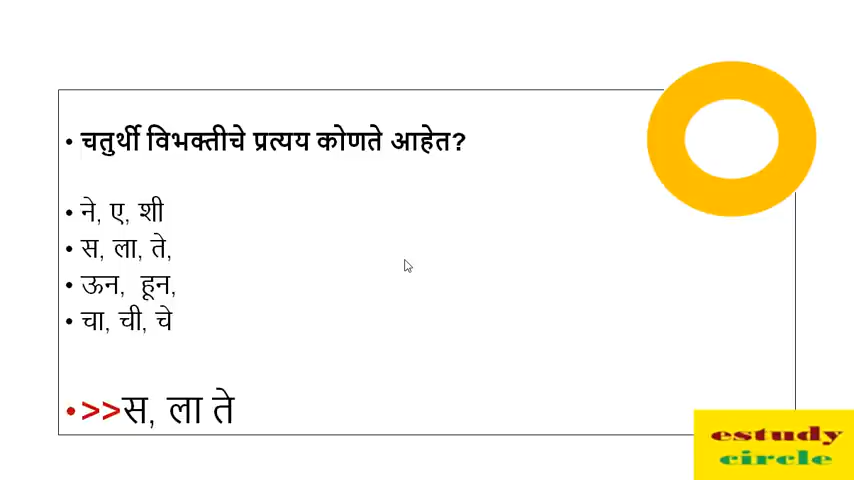 • चतुर्थी विभक्तीचे प्रत्यय कोणते आहेत?
• ने, ए, शी
• स, ला, ते,
• ऊन, हून,
• चा, ची, चे
• >>स, ला ते
estudy
circle